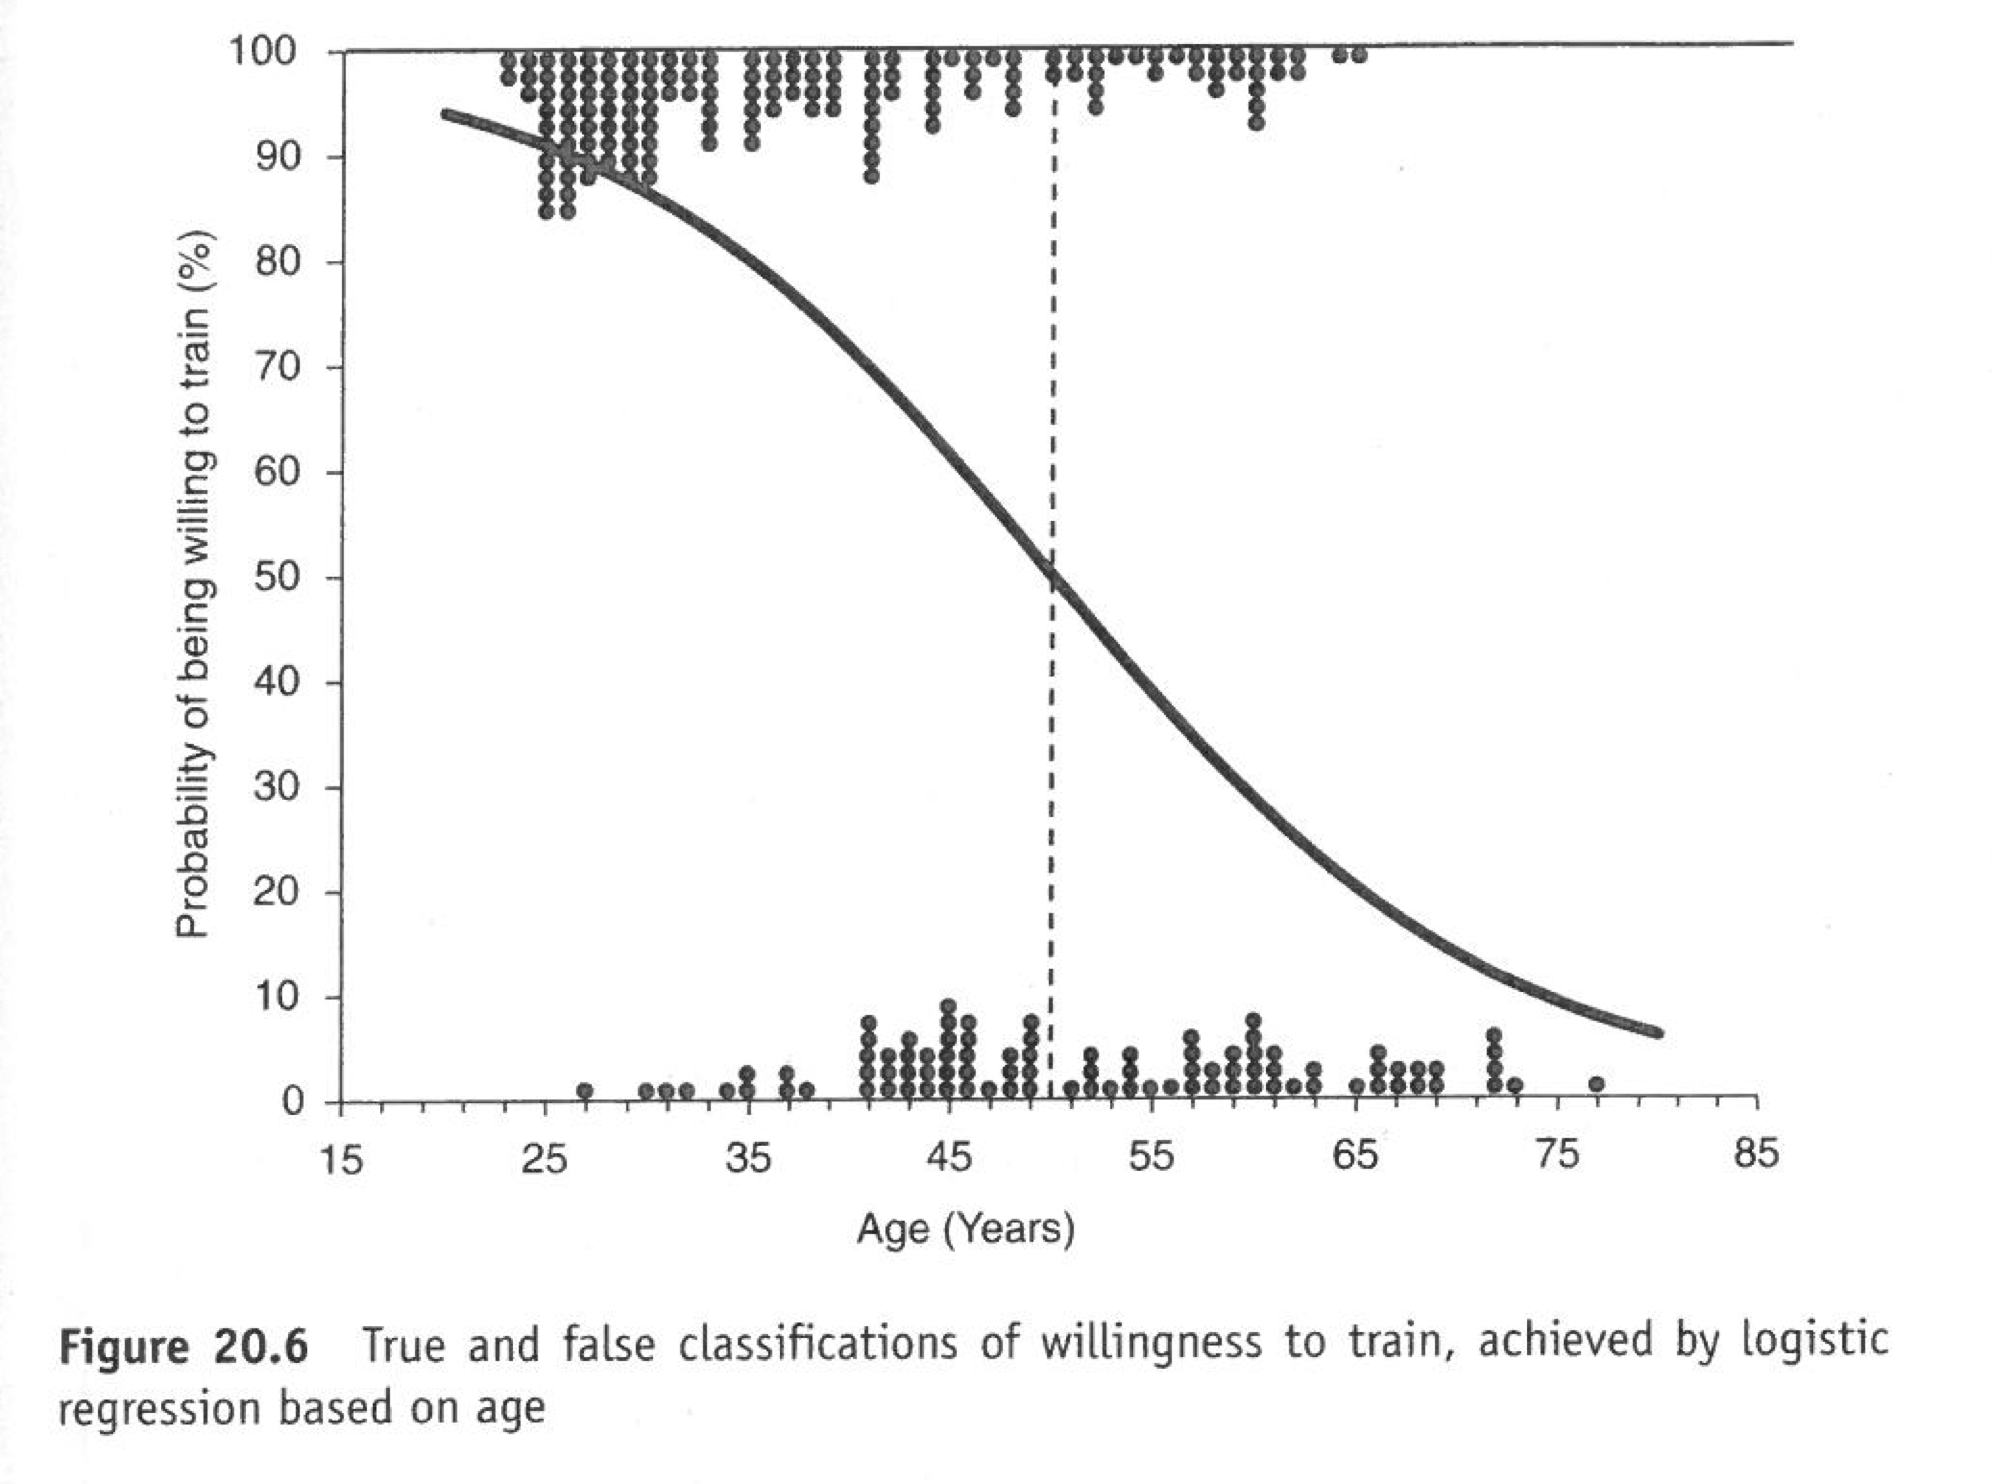 100
90
80
70
60
50
40
30
20
10
0
Probability of being willing to train (%)
15 25 35 45 55 65 75 85
Age (Years)
Figure 20.6 True and false classifications of willingness to train, achieved by logistic
regression based on age